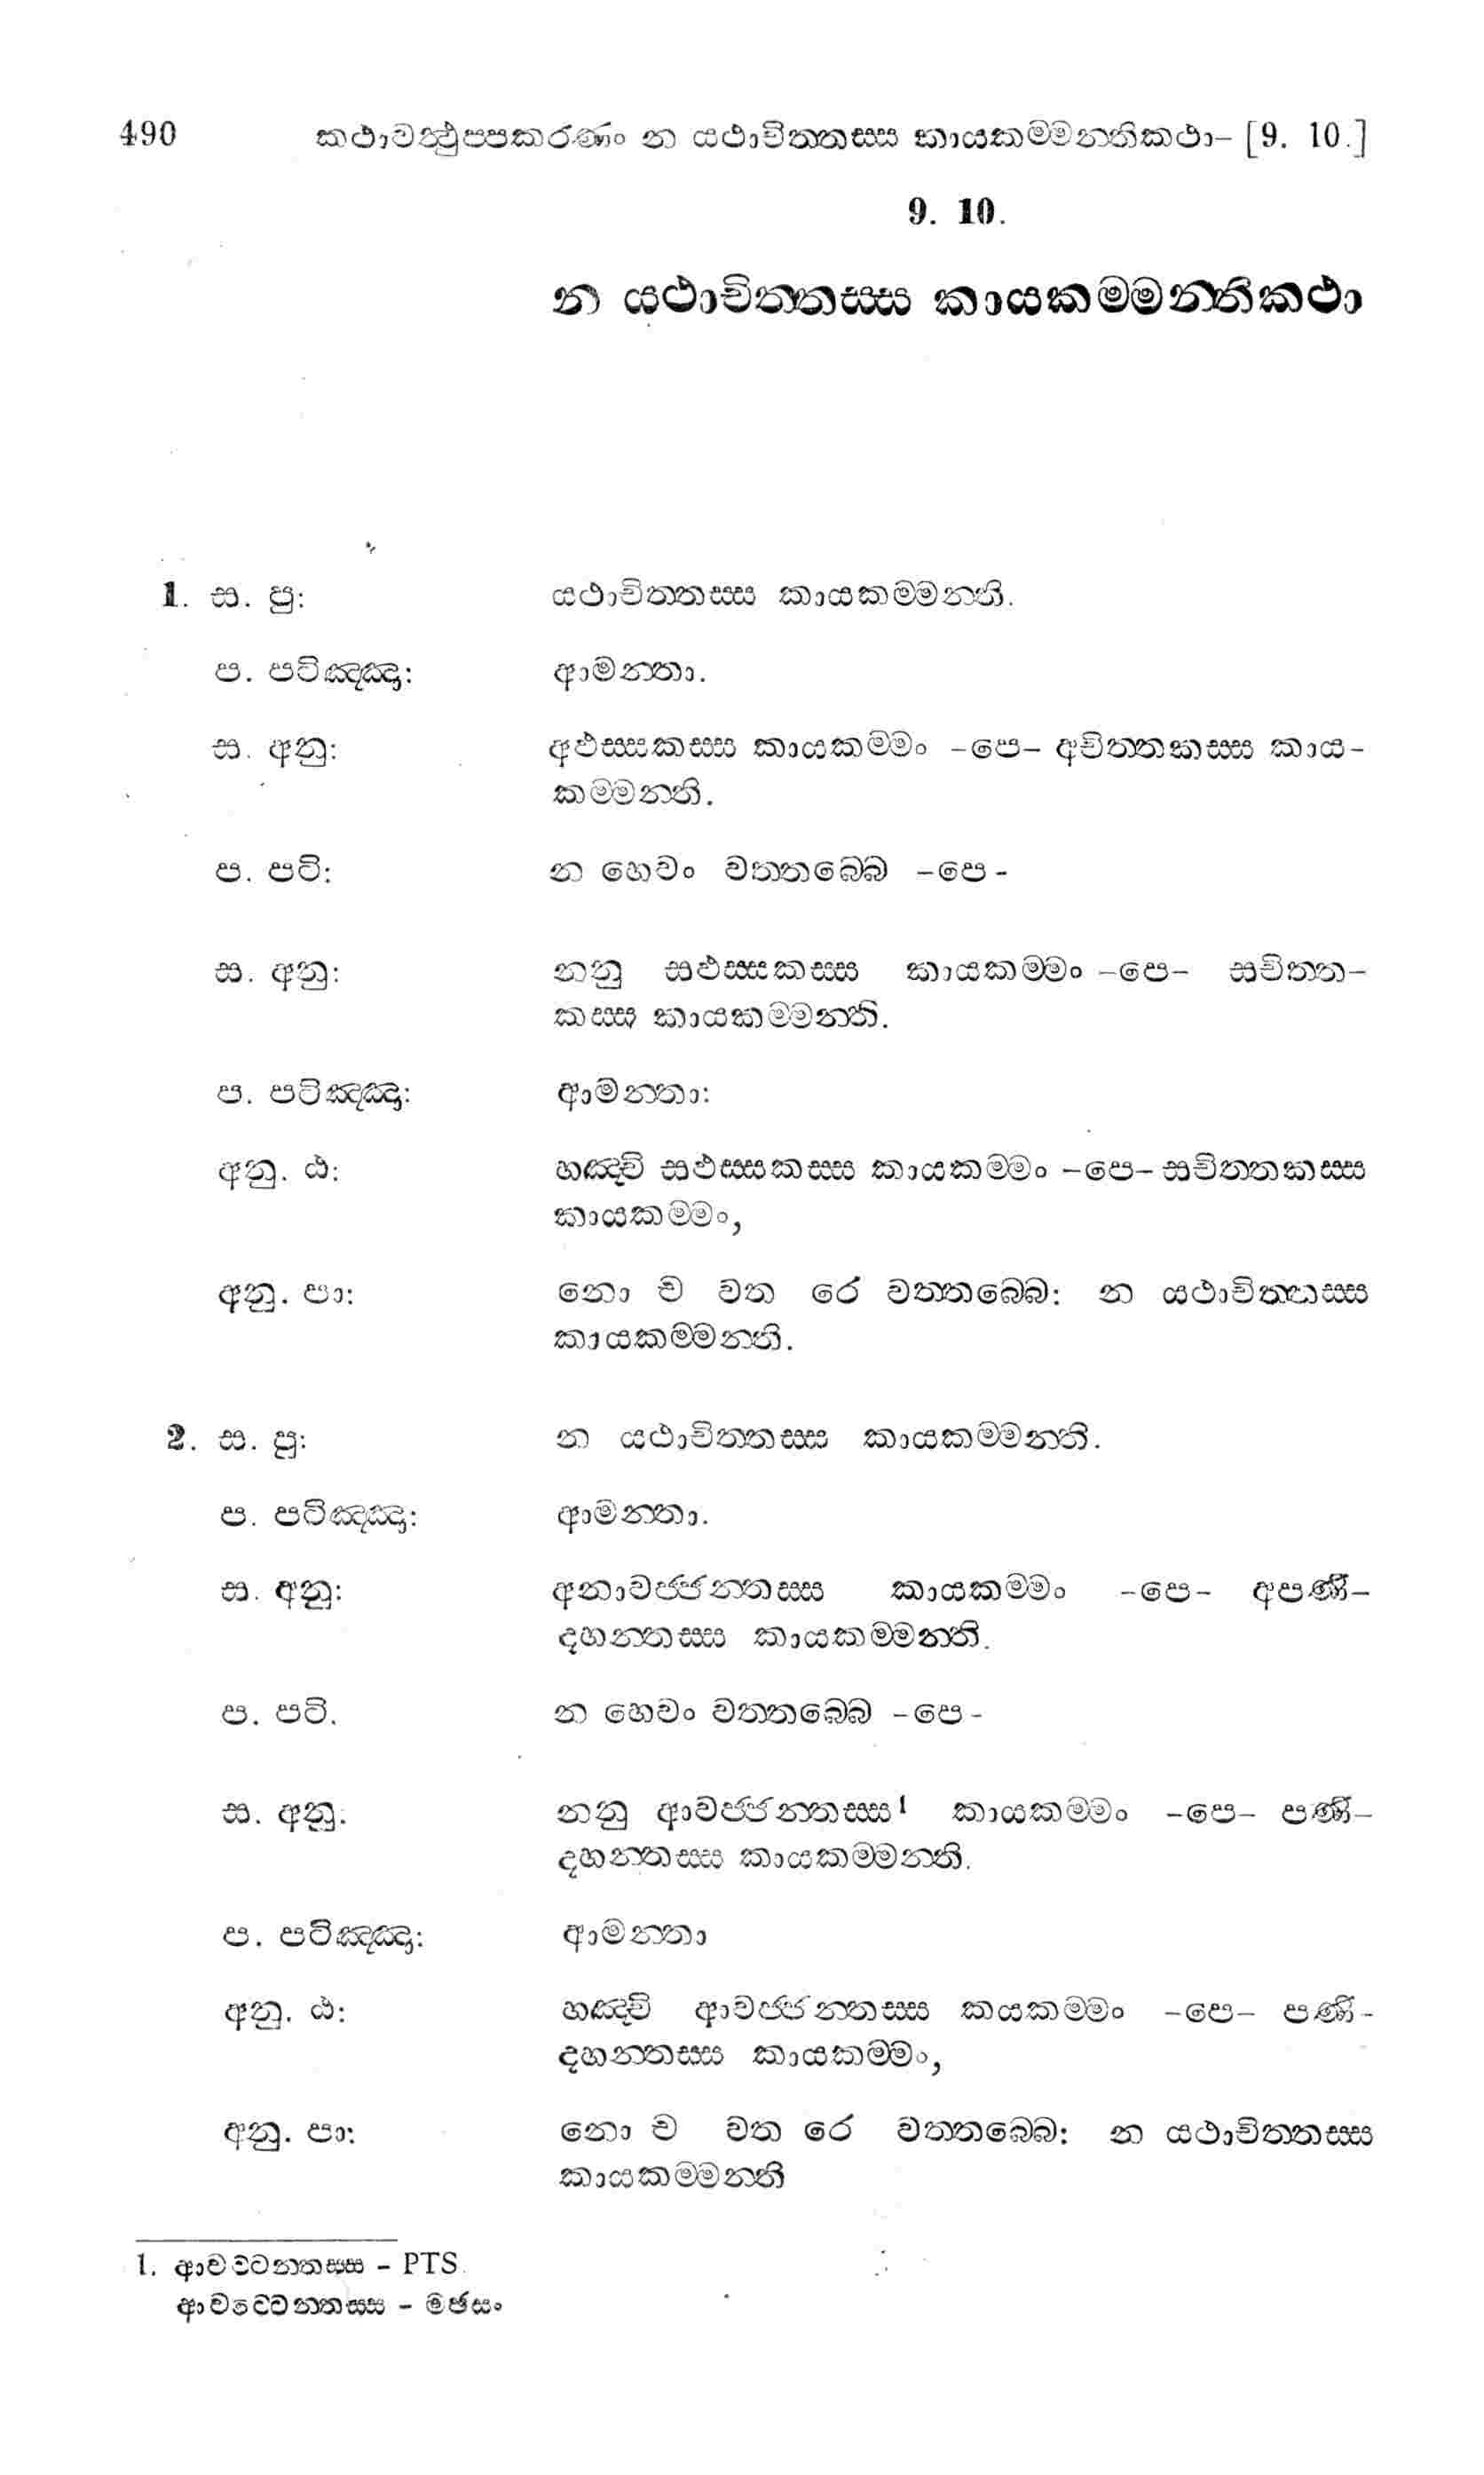 490 කථාවත්‍ථුප්පකරණං න යථාචිත්තස්ස කායකම්මන්තිකථා– [9. 10.]
9. 10.
න යථාචිත්තස්ස කායකම්මන්තිකථා
1. ස. පු: යථාචිත්තස්ස කායකම්මන්ති.
ප. පටිඤ්ඤා: ආමන්තා.
ස. අනු: අඵස්සකස්ස කායකම්මං –පෙ– අචිත්තකස්ස කාය-
කම්මන්ති.
ප. පටි: න හෙවං වත්තබ්බෙ –පෙ-
ස. අනු: නනු සඵස්සකස්ස කායකම්මං –පෙ– සචිත්ත–
කස්ස කායකම්මන්ති.
ප. පටිඤ්ඤා: ආමන්තා:
අනු. ඨ: හඤ්චි සඵස්සකස්ස කායකම්මං –පෙ– සචිත්තකස්ස
කායකම්මං,
අනු. පා: නො ච වත රෙ වත්තබ්බෙ: න යථාචිත්තස්ස
කායකම්මන්ති.
2. ස. පු: න යථාචිත්තස්ස කායකම්මන්ති.
ප. පටිඤ්ඤා: ආමන්තා.
ස. අනු: අනාවජ්ජන්තස්ස කායකම්මං –පෙ– අපණි–
දහන්තස්ස කායකම්මන්ති.
ප. පටි. න හෙවං වත්තබ්බෙ –පෙ-
ස. අනු. නනු ආවජ්ජන්තස්ස¹ කායකම්මං –පෙ– පණි–
දහන්තස්ස කායකම්මන්ති.
ප. පටිඤ්ඤා: ආමන්තා
අනු. ඨ: හඤ්චි ආවජ්ජන්තස්ස කයකම්මං –පෙ– පණි-
දහන්තස්ස කායකම්මං,
අනු. පා: නො ච වත රෙ වත්තබ්බෙ: න යථාචිත්තස්ස
කායකම්මන්ති
1. ආවට්ටන්තස්ස – PTS.
ආවට්ටෙන්තස්ස – මඡසං